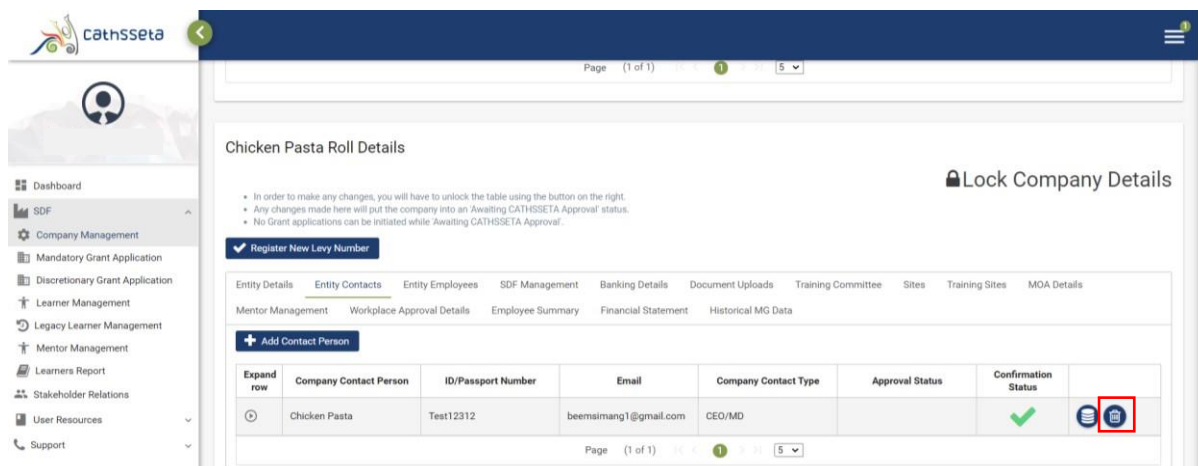 cathsseta
1
Page (1 of 1) 1 5
Chicken Pasta Roll Details
Lock Company Details
In order to make any changes, you will have to unlock the table using the button on the right.
Any changes made here will put the company into an 'Awaiting CATHSSETA Approval' status.
No Grant applications can be initiated while 'Awaiting CATHSSETA Approval'.
Register New Levy Number
Dashboard
SDF
Company Management
Mandatory Grant Application
Discretionary Grant Application
Learner Management
Legacy Learner Management
Mentor Management
Learners Report
Stakeholder Relations
User Resources
Support
Entity Details Entity Contacts Entity Employees SDF Management Banking Details Document Uploads Training Committee Sites Training Sites MOA Details
Mentor Management Workplace Approval Details Employee Summary Financial Statement Historical MG Data
Add Contact Person
Expand row Company Contact Person ID/Passport Number Email Company Contact Type Approval Status Confirmation Status
Chicken Pasta Test12312 beemsimang1@gmail.com CEO/MD
Page (1 of 1) 1 5